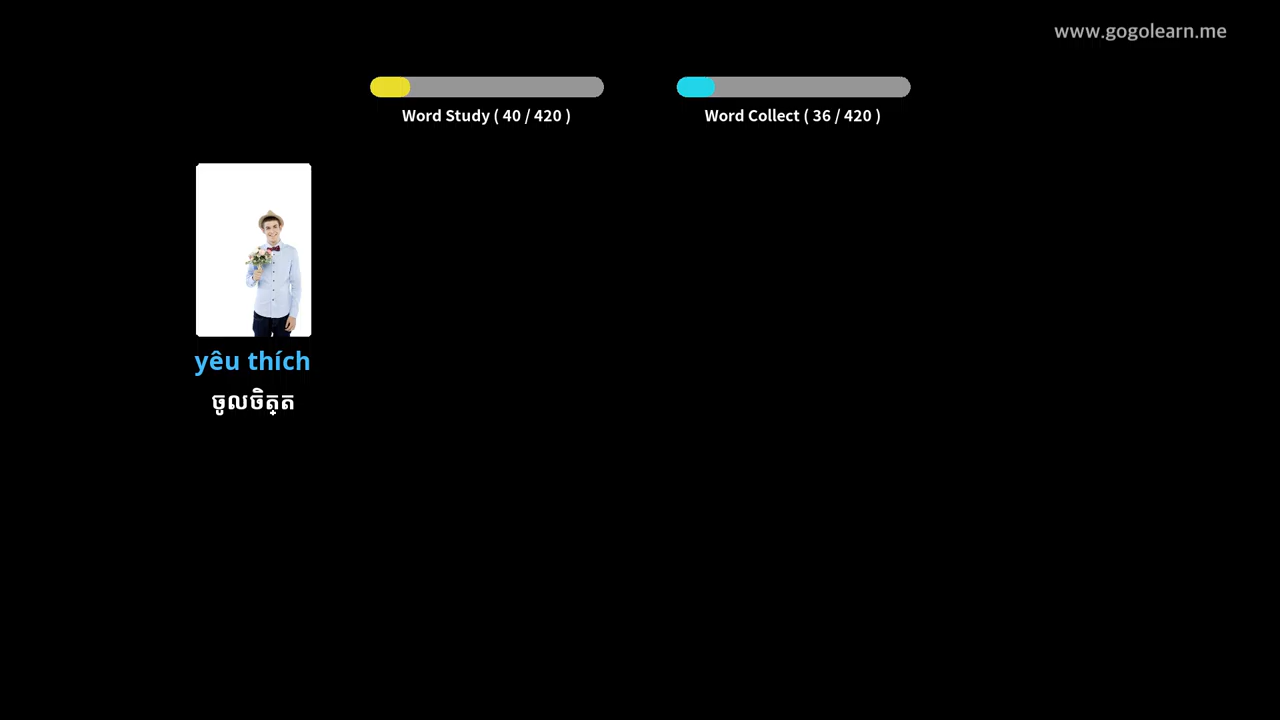 www.gogolearn.me
Word Study ( 40 / 420 )
Word Collect ( 36 / 420 )
yêu thích
ចូលចិត្ត